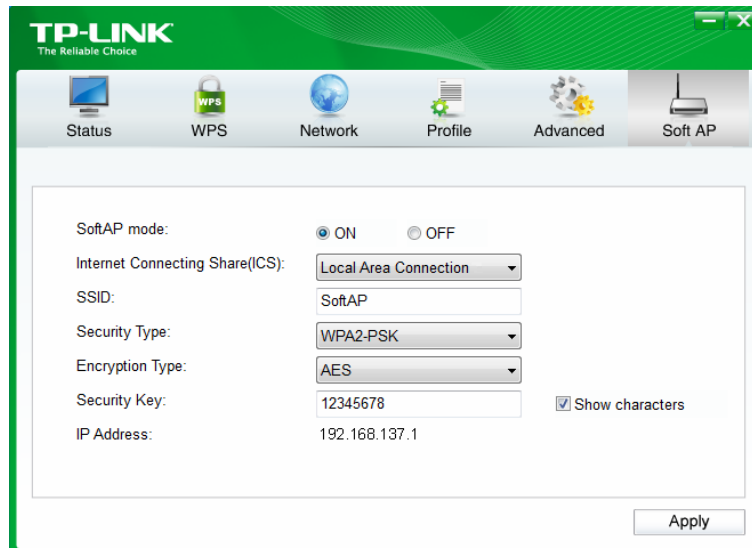 TP-LINK
The Reliable Choice
Status WPS Network Profile Advanced Soft AP
WPS
SoftAP mode: ON OFF
Internet Connecting Share(ICS): Local Area Connection
SSID: SoftAP
Security Type: WPA2-PSK
Encryption Type: AES
Security Key: 12345678 Show characters
IP Address: 192.168.137.1
Apply